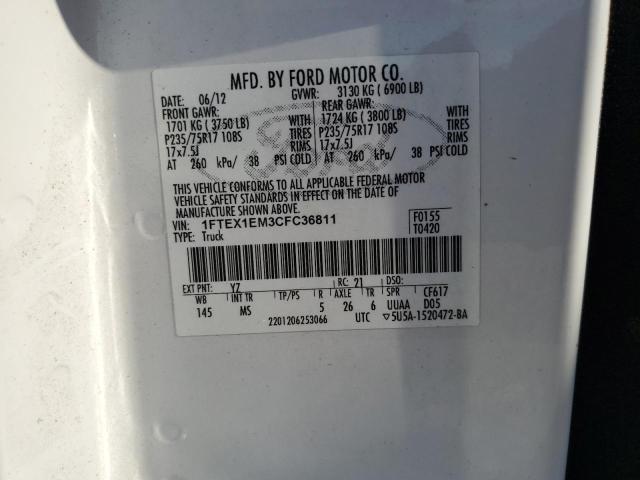 MFD. BY FORD MOTOR CO.
DATE: 06/12 GVWR: 3130 KG ( 6900 LB)
FRONT GAWR: REAR GAWR:
1701 KG ( 3750 LB) WITH 1724 KG ( 3800 LB) WITH
P235/75R17 108S TIRES P235/75R17 108S TIRES
17x7.5J RIMS 17x7.5J RIMS
AT 260 kPa/ 38 PSI COLD AT 260 kPa/ 38 PSI COLD
Ford
THIS VEHICLE CONFORMS TO ALL APPLICABLE FEDERAL MOTOR
VEHICLE SAFETY STANDARDS IN EFFECT ON THE DATE OF
MANUFACTURE SHOWN ABOVE.
VIN: 1FTEX1EM3CFC36811 F0155
TYPE: Truck T0420
EXT PNT: YZ RC: 21 DSO:
WB INT TR TP/PS R AXLE TR SPR CF617
145 MS 5 26 6 UUAA D05
2201206253066 UTC ▽5U5A-1520472-BA